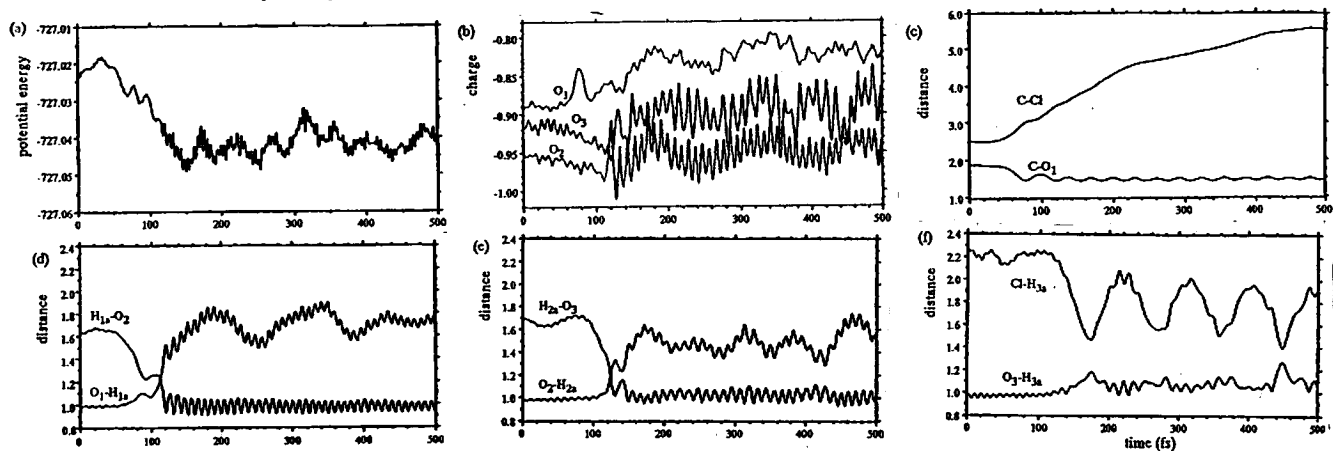 (a)
-727.01
-727.02
-727.03
-727.04
-727.05
-727.06
potential energy
0 100 200 300 400 500
(b)
-0.80
-0.85
-0.90
-0.95
-1.00
charge
O1
O3
O2
0 100 200 300 400 500
(c)
6.0
5.0
4.0
3.0
2.0
1.0
distance
C-Cl
C-O1
0 100 200 300 400 500
(d)
2.4
2.2
2.0
1.8
1.6
1.4
1.2
1.0
0.8
distance
H1a-O2
O1-H1a
0 100 200 300 400 500
(e)
2.4
2.2
2.0
1.8
1.6
1.4
1.2
1.0
0.8
distance
H2a-O3
O2-H2a
0 100 200 300 400 500
(f)
2.4
2.2
2.0
1.8
1.6
1.4
1.2
1.0
0.8
distance
Cl-H3a
O3-H3a
0 100 200 300 400 500
time (fs)